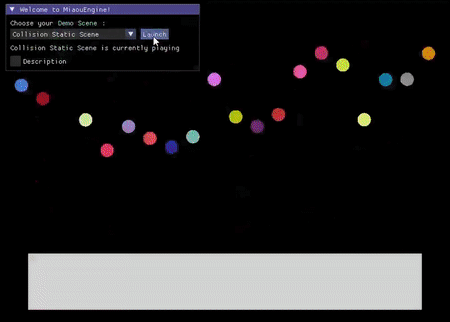 Welcome to MiaouEngine!
Choose your Demo Scene :
Collision Static Scene
Launch
Collision Static Scene is currently playing
Description